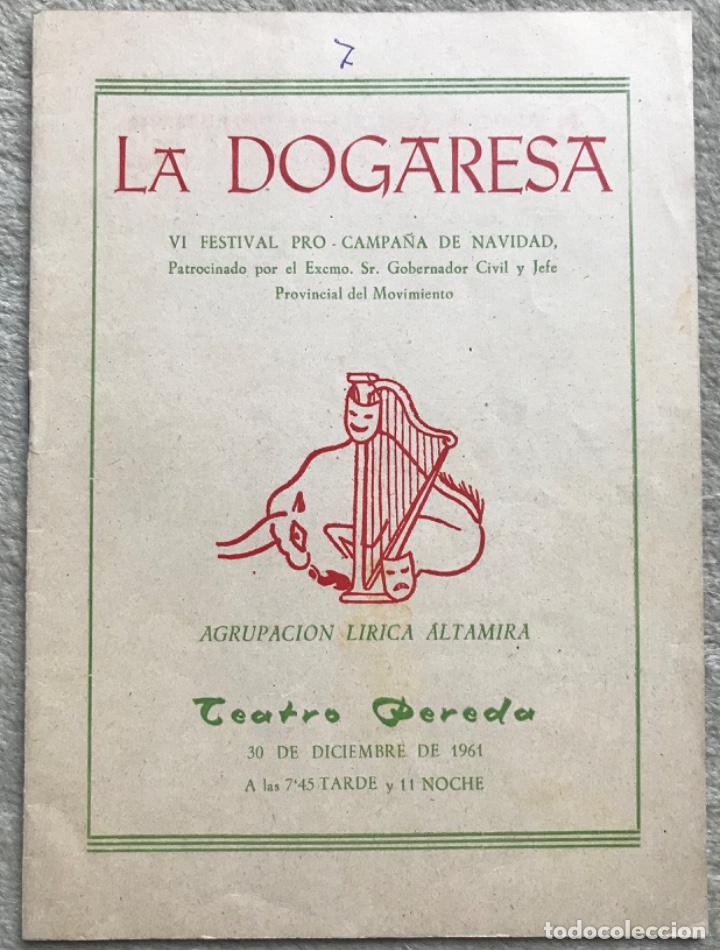 7
LA DOGARESA
VI FESTIVAL PRO - CAMPAÑA DE NAVIDAD,
Patrocinado por el Excmo. Sr. Gobernador Civil y Jefe
Provincial del Movimiento
AGRUPACION LIRICA ALTAMIRA
Teatro Pereda
30 DE DICIEMBRE DE 1961
A las 7'45 TARDE y 11 NOCHE
todocoleccion